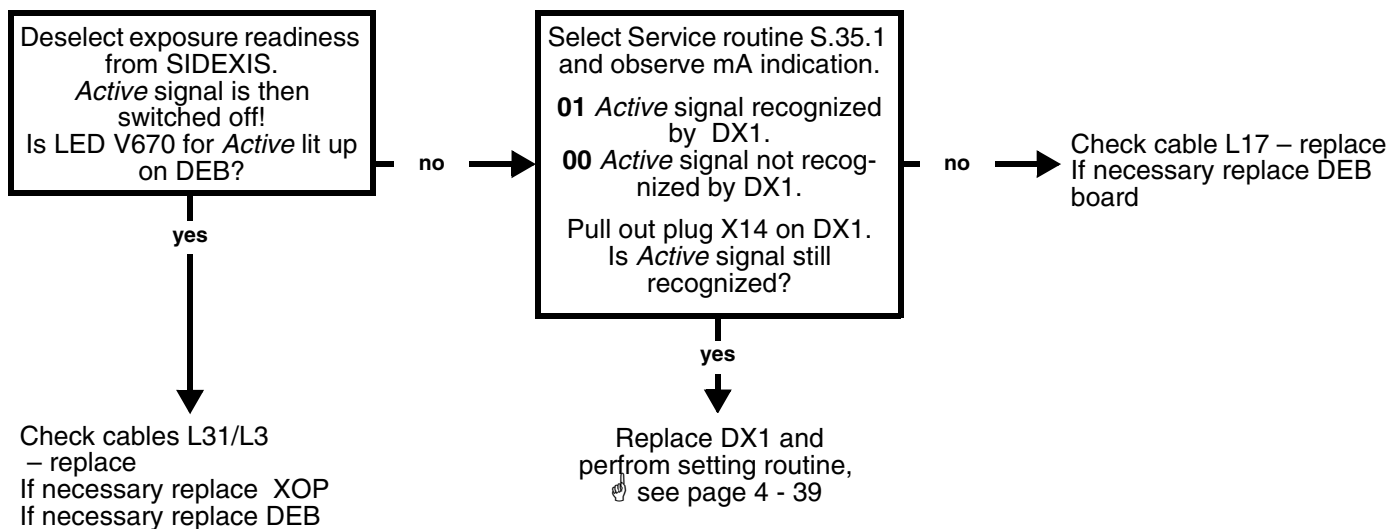 Deselect exposure readiness
from SIDEXIS.
Active signal is then
switched off!
Is LED V670 for Active lit up
on DEB?
no
yes
Check cables L31/L3
– replace
If necessary replace XOP
If necessary replace DEB
Select Service routine S.35.1
and observe mA indication.
01 Active signal recognized
by DX1.
00 Active signal not recog-
nized by DX1.
Pull out plug X14 on DX1.
Is Active signal still
recognized?
no
yes
Replace DX1 and
perfrom setting routine,
☝ see page 4 - 39
Check cable L17 – replace
If necessary replace DEB
board